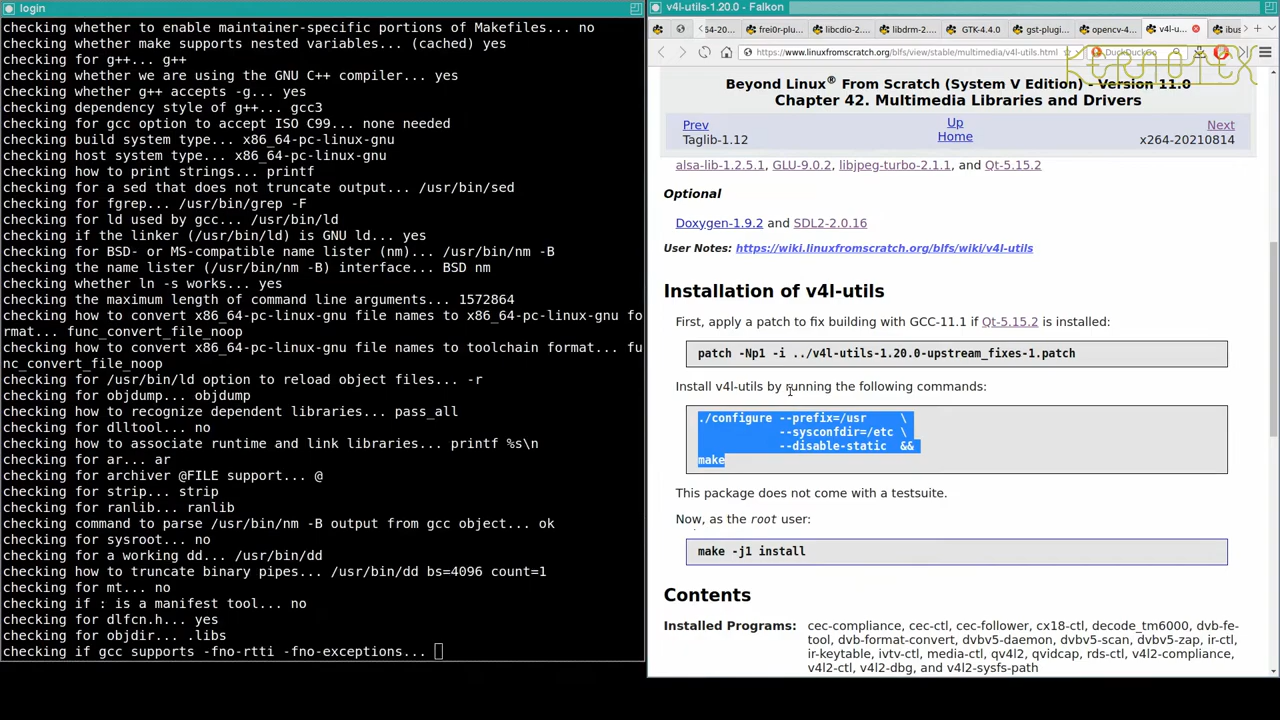 login
checking whether to enable maintainer-specific portions of Makefiles... no
checking whether make supports nested variables... (cached) yes
checking for g++... g++
checking whether we are using the GNU C++ compiler... yes
checking whether g++ accepts -g... yes
checking dependency style of g++... gcc3
checking for gcc option to accept ISO C99... none needed
checking build system type... x86_64-pc-linux-gnu
checking host system type... x86_64-pc-linux-gnu
checking how to print strings... printf
checking for a sed that does not truncate output... /usr/bin/sed
checking for fgrep... /usr/bin/grep -F
checking for ld used by gcc... /usr/bin/ld
checking if the linker (/usr/bin/ld) is GNU ld... yes
checking for BSD- or MS-compatible name lister (nm)... /usr/bin/nm -B
checking the name lister (/usr/bin/nm -B) interface... BSD nm
checking whether ln -s works... yes
checking the maximum length of command line arguments... 1572864
checking how to convert x86_64-pc-linux-gnu file names to x86_64-pc-linux-gnu fo
rmat... func_convert_file_noop
checking how to convert x86_64-pc-linux-gnu file names to toolchain format... fu
nc_convert_file_noop
checking for /usr/bin/ld option to reload object files... -r
checking for objdump... objdump
checking how to recognize dependent libraries... pass_all
checking for dlltool... no
checking how to associate runtime and link libraries... printf %s\n
checking for ar... ar
checking for archiver @FILE support... @
checking for strip... strip
checking for ranlib... ranlib
checking command to parse /usr/bin/nm -B output from gcc object... ok
checking for sysroot... no
checking for a working dd... /usr/bin/dd
checking how to truncate binary pipes... /usr/bin/dd bs=4096 count=1
checking for mt... no
checking if : is a manifest tool... no
checking for dlfcn.h... yes
checking for objdir... .libs
checking if gcc supports -fno-rtti -fno-exceptions...
v4l-utils-1.20.0 - Falkon
64-20... frei0r-plu... libcdio-2.... libdrm-2.... GTK-4.4.0 gst-plugi... opencv-4... v4l-u... ibus
https://www.linuxfromscratch.org/blfs/view/stable/multimedia/v4l-utils.html DuckDuckGo
KERNOTEX
Beyond Linux® From Scratch (System V Edition) - Version 11.0
Chapter 42. Multimedia Libraries and Drivers
Prev Up Next
Taglib-1.12 Home x264-20210814
alsa-lib-1.2.5.1, GLU-9.0.2, libjpeg-turbo-2.1.1, and Qt-5.15.2
Optional
Doxygen-1.9.2 and SDL2-2.0.16
User Notes: https://wiki.linuxfromscratch.org/blfs/wiki/v4l-utils
Installation of v4l-utils
First, apply a patch to fix building with GCC-11.1 if Qt-5.15.2 is installed:
patch -Np1 -i ../v4l-utils-1.20.0-upstream_fixes-1.patch
Install v4l-utils by running the following commands:
./configure --prefix=/usr \
--sysconfdir=/etc \
--disable-static &&
make
This package does not come with a testsuite.
Now, as the root user:
make -j1 install
Contents
Installed Programs: cec-compliance, cec-ctl, cec-follower, cx18-ctl, decode_tm6000, dvb-fe-
tool, dvb-format-convert, dvbv5-daemon, dvbv5-scan, dvbv5-zap, ir-ctl,
ir-keytable, ivtv-ctl, media-ctl, qv4l2, qvidcap, rds-ctl, v4l2-compliance,
v4l2-ctl, v4l2-dbg, and v4l2-sysfs-path